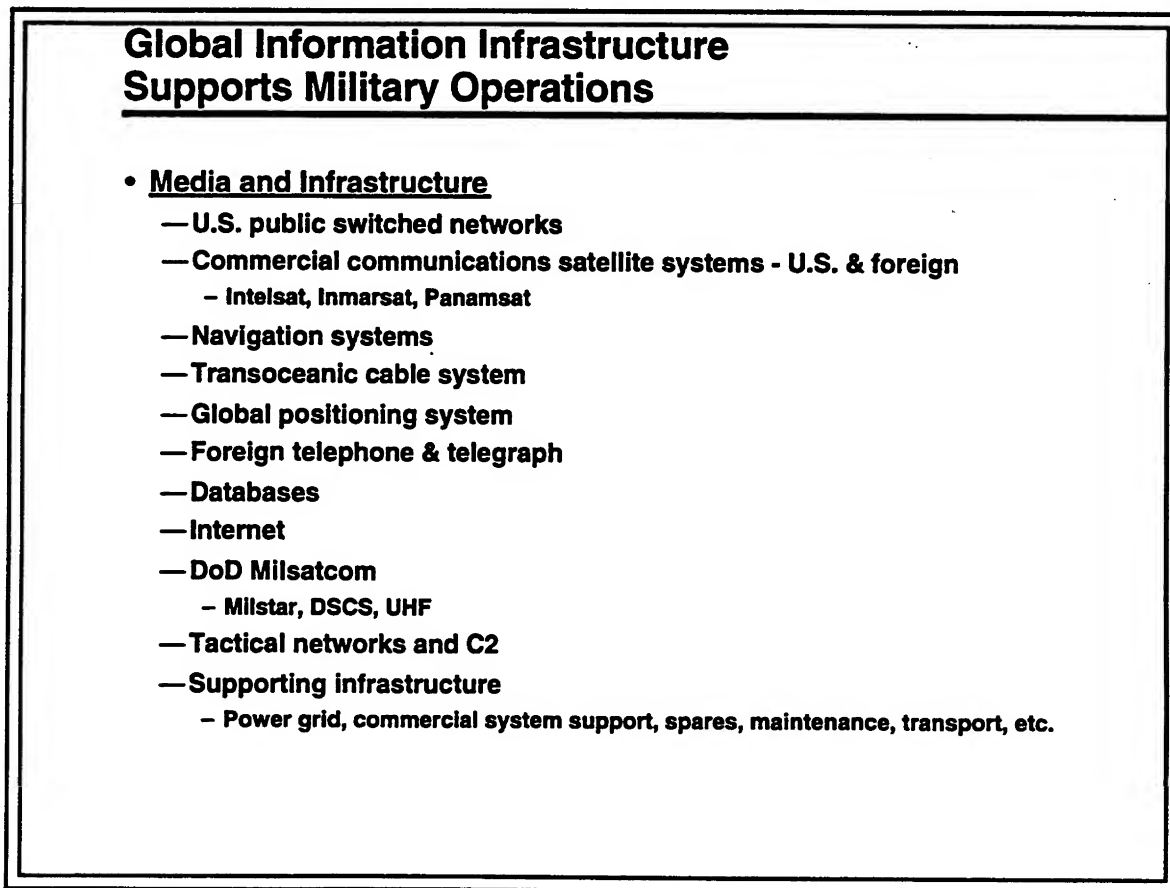 Global Information Infrastructure
Supports Military Operations
• Media and Infrastructure
—U.S. public switched networks
—Commercial communications satellite systems - U.S. & foreign
– Intelsat, Inmarsat, Panamsat
—Navigation systems
—Transoceanic cable system
—Global positioning system
—Foreign telephone & telegraph
—Databases
—Internet
—DoD Milsatcom
– Milstar, DSCS, UHF
—Tactical networks and C2
—Supporting infrastructure
– Power grid, commercial system support, spares, maintenance, transport, etc.